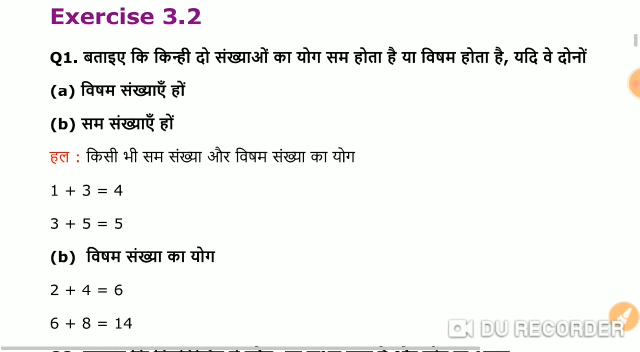 Exercise 3.2
Q1. बताइए कि किन्ही दो संख्याओं का योग सम होता है या विषम होता है, यदि वे दोनों
(a) विषम संख्याएँ हों
(b) सम संख्याएँ हों
हल : किसी भी सम संख्या और विषम संख्या का योग
1 + 3 = 4
3 + 5 = 5
(b) विषम संख्या का योग
2 + 4 = 6
6 + 8 = 14
DU RECORDER